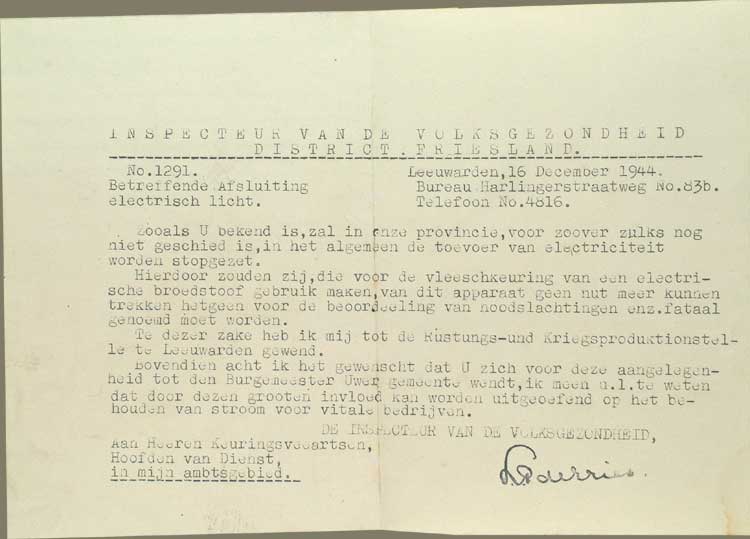 INSPECTEUR VAN DE VOLKSGEZONDHEID
DISTRICT.FRIESLAND.
No.1291. Leeuwarden,16 December 1944.
Betreffende Afsluiting Bureau Harlingerstraatweg No.83b.
electrisch licht. Telefoon No.4816.
Zooals U bekend is,zal in onze provincie,voor zoover zulks nog
niet geschied is,in het algemeen de toevoer van electriciteit
worden stopgezet.
Hierdoor zouden zij,die voor de vleeschkeuring van een electri-
sche broedstoof gebruik maken,van dit apparaat geen nut meer kunnen
trekken hetgeen voor de beoordeeling van noodslachtingen enz.fataal
genoemd moet worden.
Te dezer zake heb ik mij tot de Rüstungs-und Kriegsproduktionstel-
lle te Leeuwarden gewend.
Bovendien acht ik het gewenscht dat U zich voor deze aangelegen-
heid tot den Burgemeester Uwer gemeente wendt,ik meen n.l.te weten
dat door dezen grooten invloed kan worden uitgeoefend op het be-
houden van stroom voor vitale bedrijven.
DE INSPECTEUR VAN DE VOLKSGEZONDHEID,
Aan Heeren Keuringsveeartsen,
Hoofden van Dienst,
in mijn ambtsgebied.